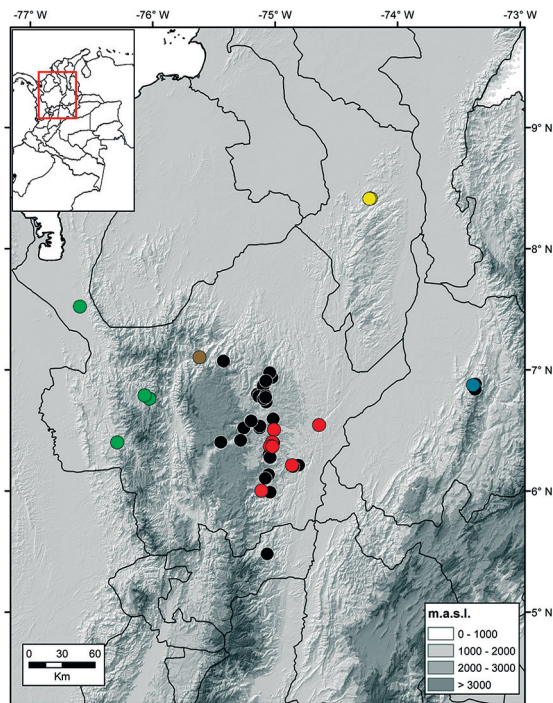 -77° W -76° W -75° W -74° W -73° W
9° N
8° N
7° N
6° N
5° N
0 30 60
Km
m.a.s.l.
0 - 1000
1000 - 2000
2000 - 3000
> 3000